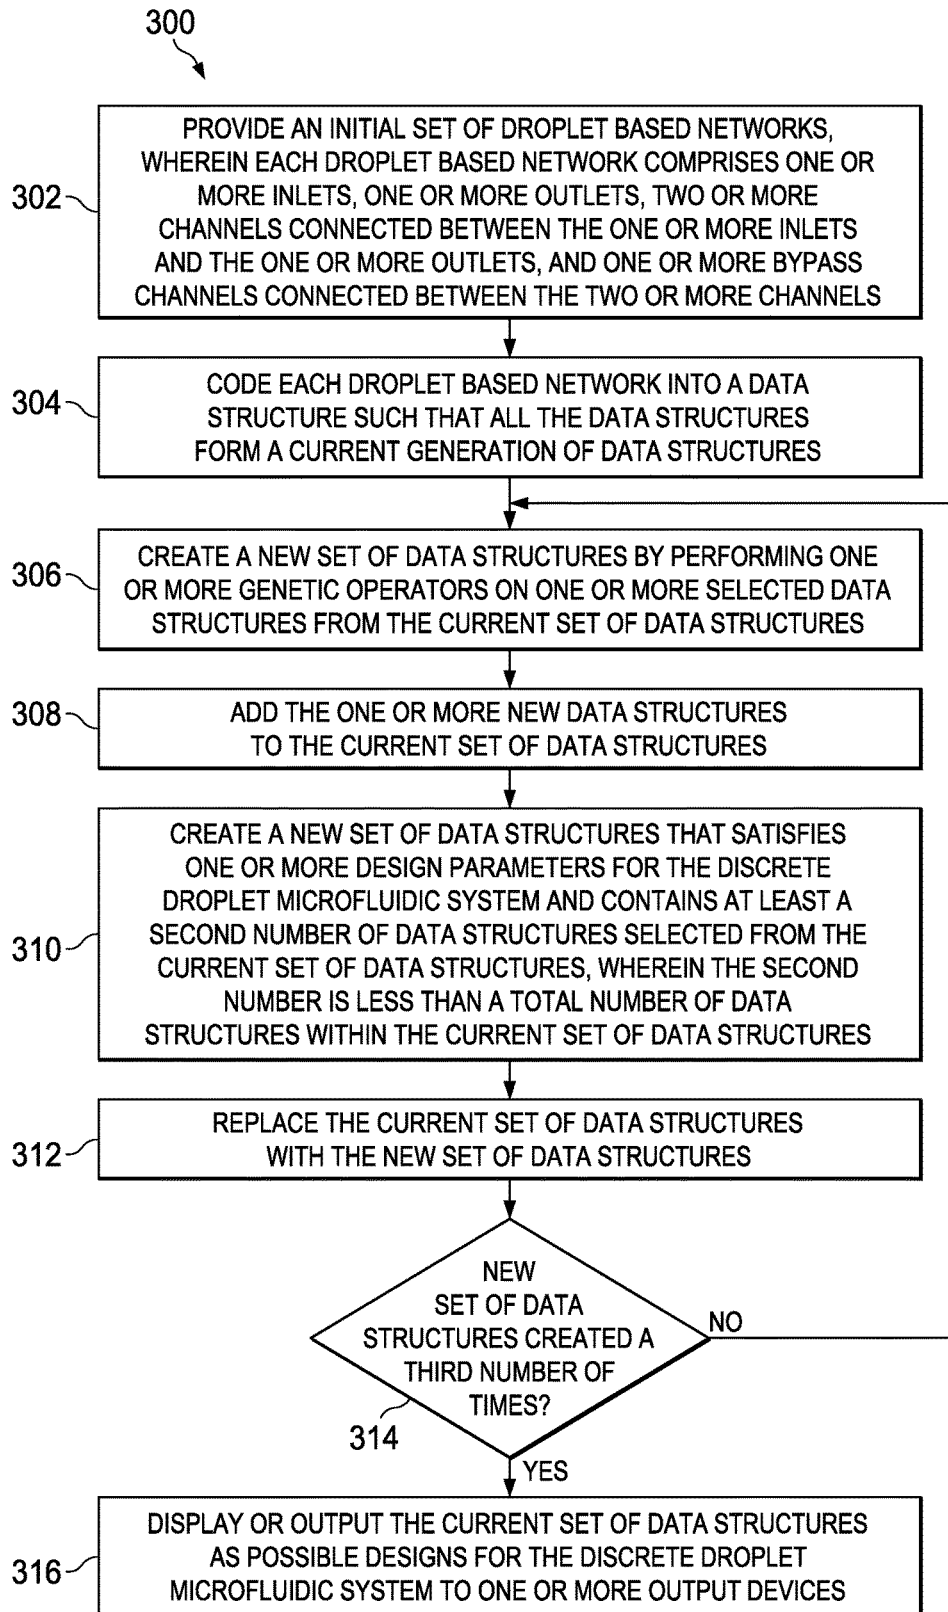 300
PROVIDE AN INITIAL SET OF DROPLET BASED NETWORKS,
WHEREIN EACH DROPLET BASED NETWORK COMPRISES ONE OR
MORE INLETS, ONE OR MORE OUTLETS, TWO OR MORE
CHANNELS CONNECTED BETWEEN THE ONE OR MORE INLETS
AND THE ONE OR MORE OUTLETS, AND ONE OR MORE BYPASS
CHANNELS CONNECTED BETWEEN THE TWO OR MORE CHANNELS
302
CODE EACH DROPLET BASED NETWORK INTO A DATA
STRUCTURE SUCH THAT ALL THE DATA STRUCTURES
FORM A CURRENT GENERATION OF DATA STRUCTURES
304
CREATE A NEW SET OF DATA STRUCTURES BY PERFORMING ONE
OR MORE GENETIC OPERATORS ON ONE OR MORE SELECTED DATA
STRUCTURES FROM THE CURRENT SET OF DATA STRUCTURES
306
ADD THE ONE OR MORE NEW DATA STRUCTURES
TO THE CURRENT SET OF DATA STRUCTURES
308
CREATE A NEW SET OF DATA STRUCTURES THAT SATISFIES
ONE OR MORE DESIGN PARAMETERS FOR THE DISCRETE
DROPLET MICROFLUIDIC SYSTEM AND CONTAINS AT LEAST A
SECOND NUMBER OF DATA STRUCTURES SELECTED FROM THE
CURRENT SET OF DATA STRUCTURES, WHEREIN THE SECOND
NUMBER IS LESS THAN A TOTAL NUMBER OF DATA
STRUCTURES WITHIN THE CURRENT SET OF DATA STRUCTURES
310
REPLACE THE CURRENT SET OF DATA STRUCTURES
WITH THE NEW SET OF DATA STRUCTURES
312
NEW
SET OF DATA
STRUCTURES CREATED A
THIRD NUMBER OF
TIMES?
314
NO
YES
DISPLAY OR OUTPUT THE CURRENT SET OF DATA STRUCTURES
AS POSSIBLE DESIGNS FOR THE DISCRETE DROPLET
MICROFLUIDIC SYSTEM TO ONE OR MORE OUTPUT DEVICES
316